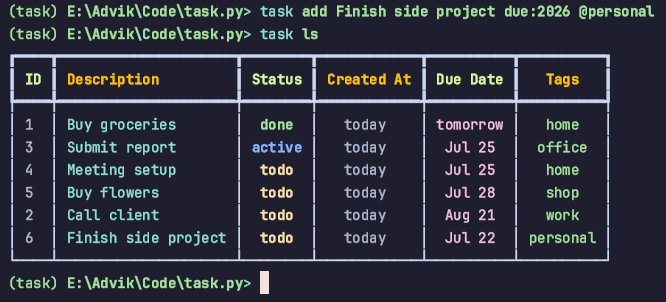 (task) E:\Advik\Code\task.py> task add Finish side project due:2026 @personal
(task) E:\Advik\Code\task.py> task ls
ID Description Status Created At Due Date Tags
1 Buy groceries done today tomorrow home
3 Submit report active today Jul 25 office
4 Meeting setup todo today Jul 25 home
5 Buy flowers todo today Jul 28 shop
2 Call client todo today Aug 21 work
6 Finish side project todo today Jul 22 personal
(task) E:\Advik\Code\task.py>